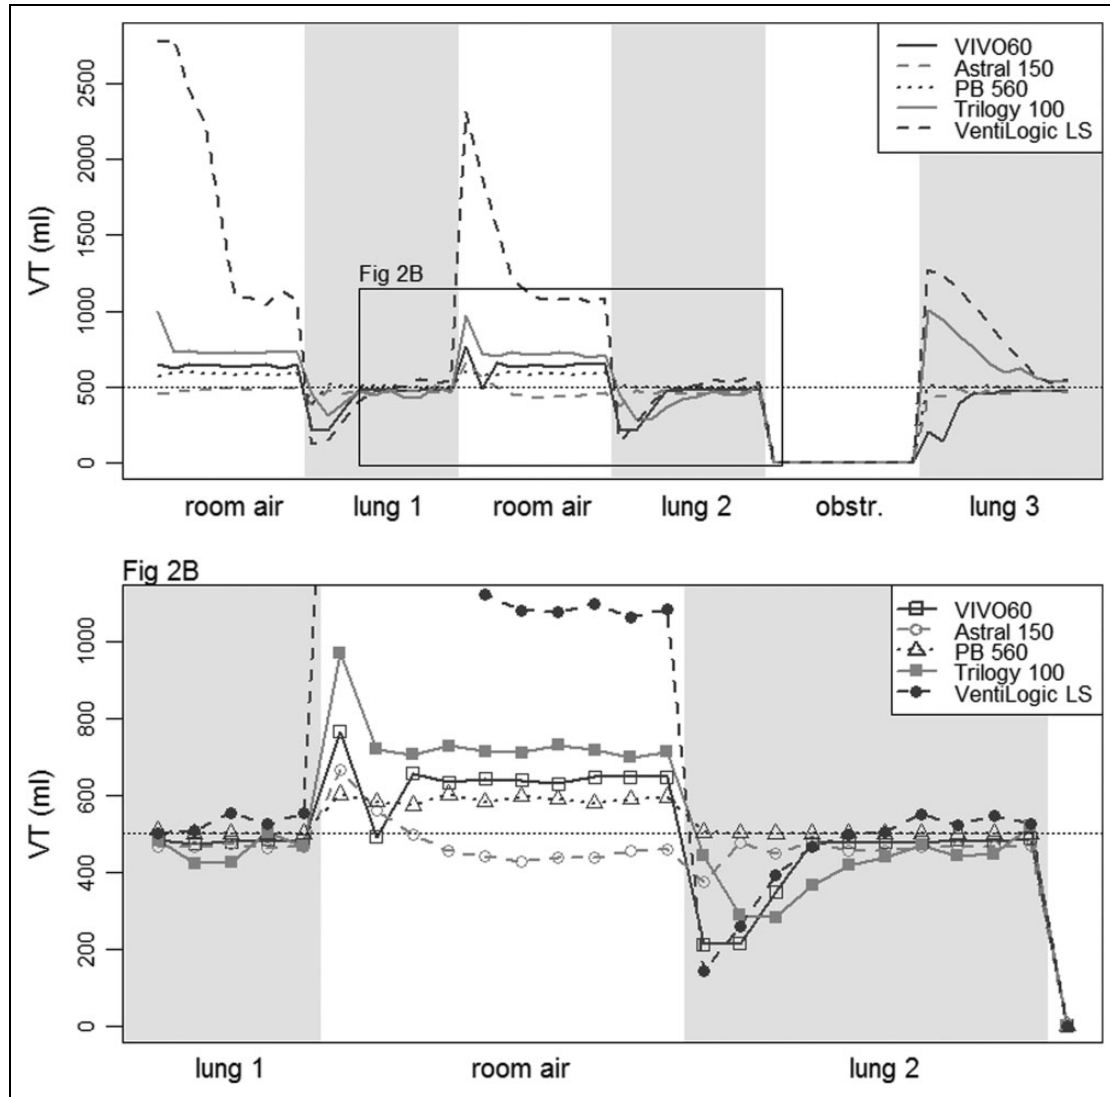 VIVO60
Astral 150
PB 560
Trilogy 100
VentiLogic LS
VT (ml)
2500
2000
1500
1000
500
0
Fig 2B
room air lung 1 room air lung 2 obstr. lung 3
Fig 2B
VIVO60
Astral 150
PB 560
Trilogy 100
VentiLogic LS
VT (ml)
1000
800
600
400
200
0
lung 1 room air lung 2